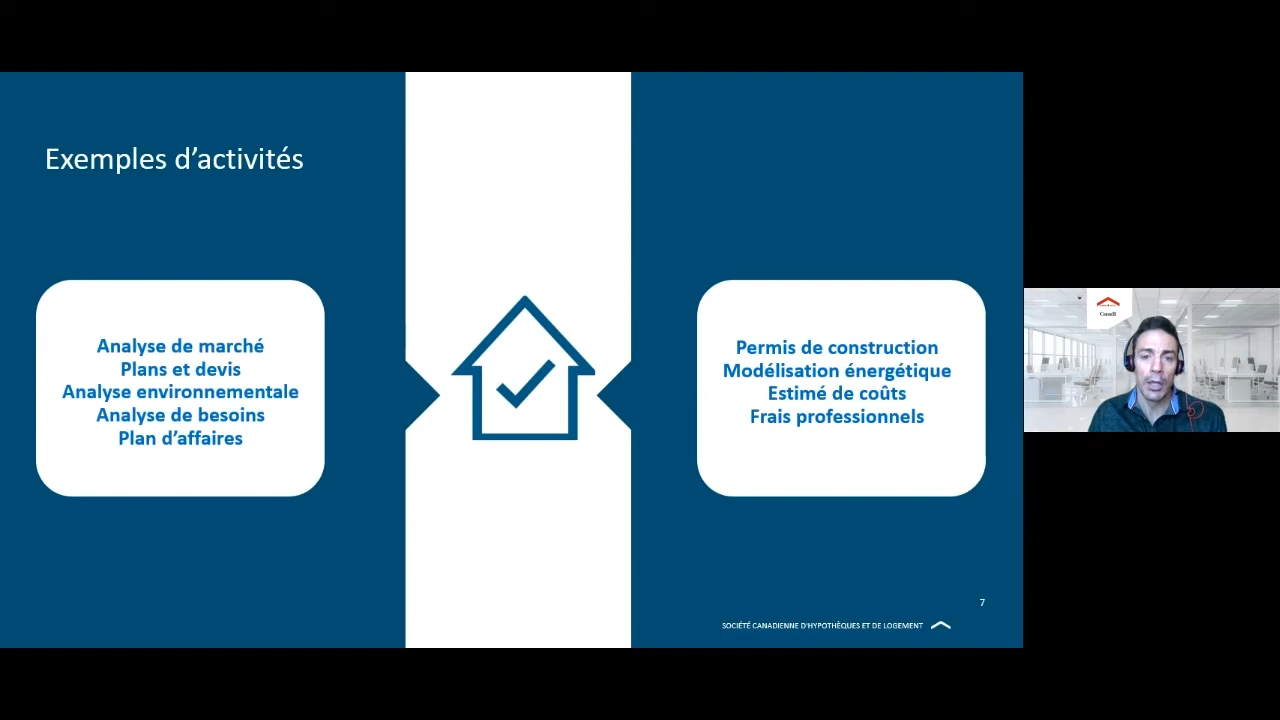 Exemples d’activités
Analyse de marché
Plans et devis
Analyse environnementale
Analyse de besoins
Plan d’affaires
Permis de construction
Modélisation énergétique
Estimé de coûts
Frais professionnels
7
SOCIÉTÉ CANADIENNE D'HYPOTHÈQUES ET DE LOGEMENT
Canada